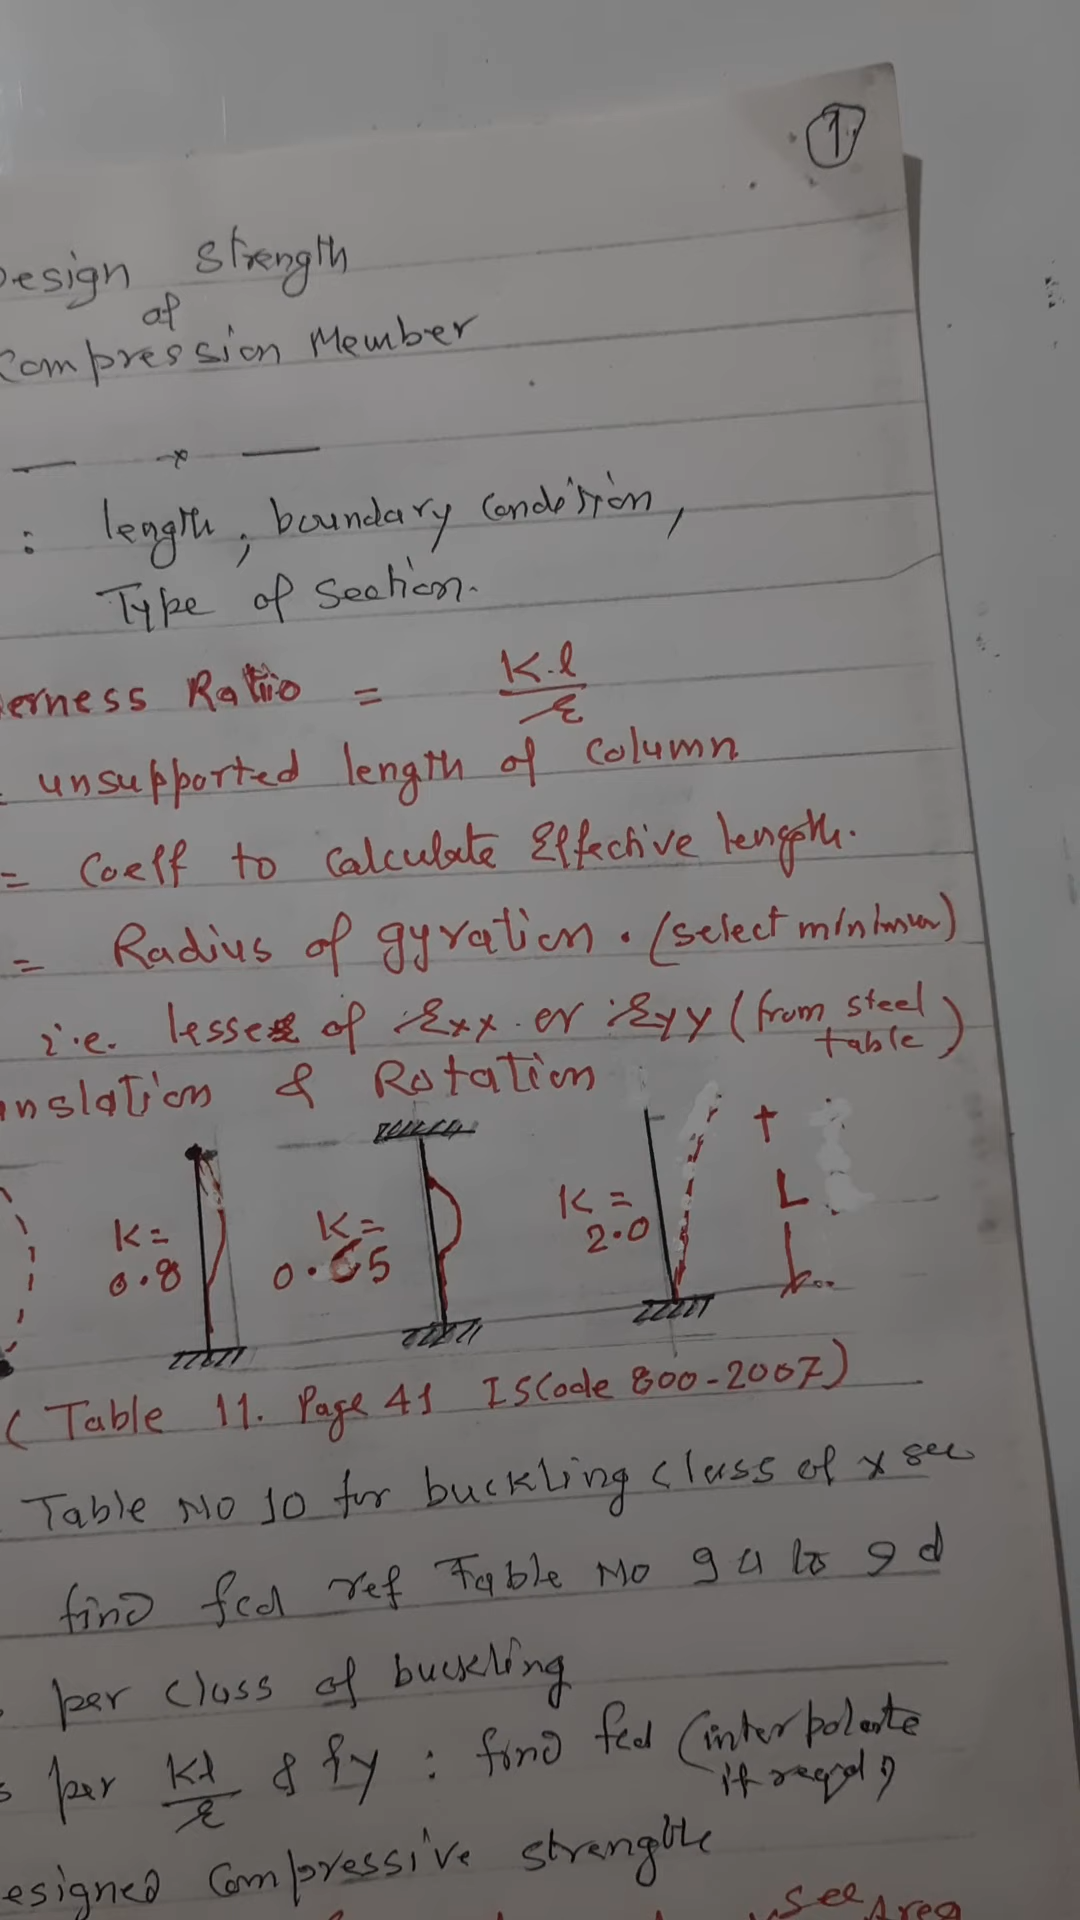 1
Design Strength
of
Compression Member
: length, boundary condition,
Type of Section.
erness Ratio = K.l/r
unsupported length of column
= Coeff to calculate Effective length.
= Radius of gyration. (select minimum)
i.e. lesser of rxx or ryy (from steel table)
anslation & Rotation
K= 0.8 K= 0.65 K= 2.0
(Table 11. Page 41 IS Code 800-2007)
Table No 10 for buckling class of x sec
find fcd ref Table No 9a to 9d
per class of buckling
per Kl/r & fy : find fcd (interpolate if reqd)
esigned Compressive strength
See Area